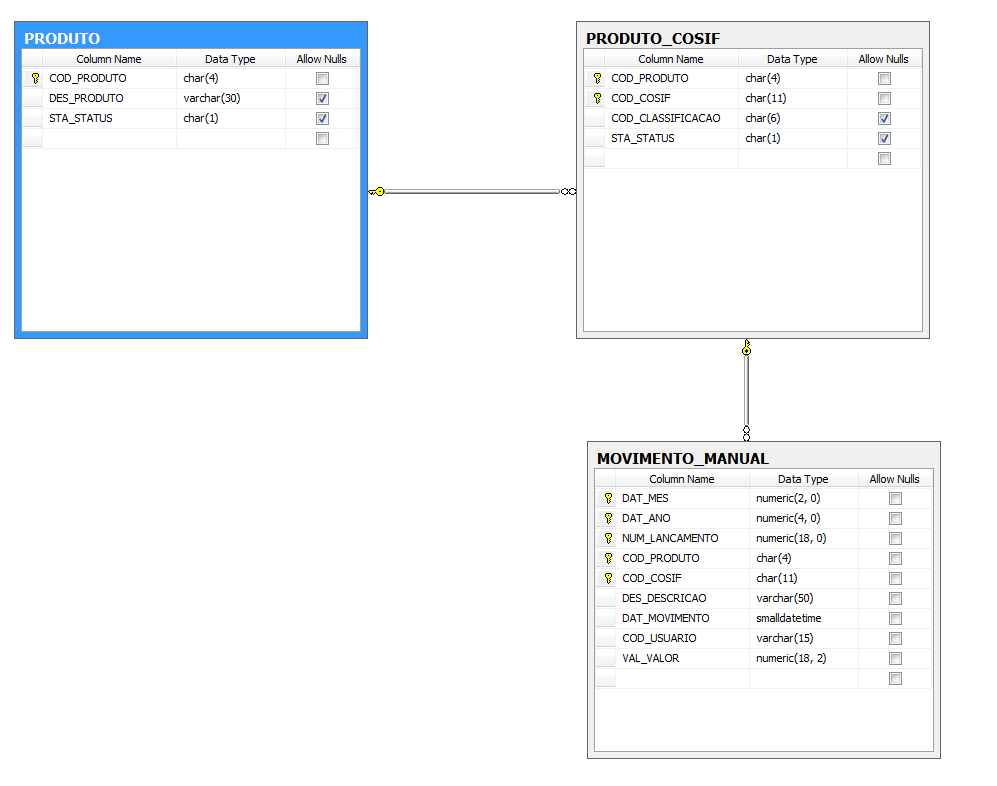 PRODUTO
Column Name Data Type Allow Nulls
COD_PRODUTO char(4)
DES_PRODUTO varchar(30)
STA_STATUS char(1)
PRODUTO_COSIF
Column Name Data Type Allow Nulls
COD_PRODUTO char(4)
COD_COSIF char(11)
COD_CLASSIFICACAO char(6)
STA_STATUS char(1)
MOVIMENTO_MANUAL
Column Name Data Type Allow Nulls
DAT_MES numeric(2, 0)
DAT_ANO numeric(4, 0)
NUM_LANCAMENTO numeric(18, 0)
COD_PRODUTO char(4)
COD_COSIF char(11)
DES_DESCRICAO varchar(50)
DAT_MOVIMENTO smalldatetime
COD_USUARIO varchar(15)
VAL_VALOR numeric(18, 2)